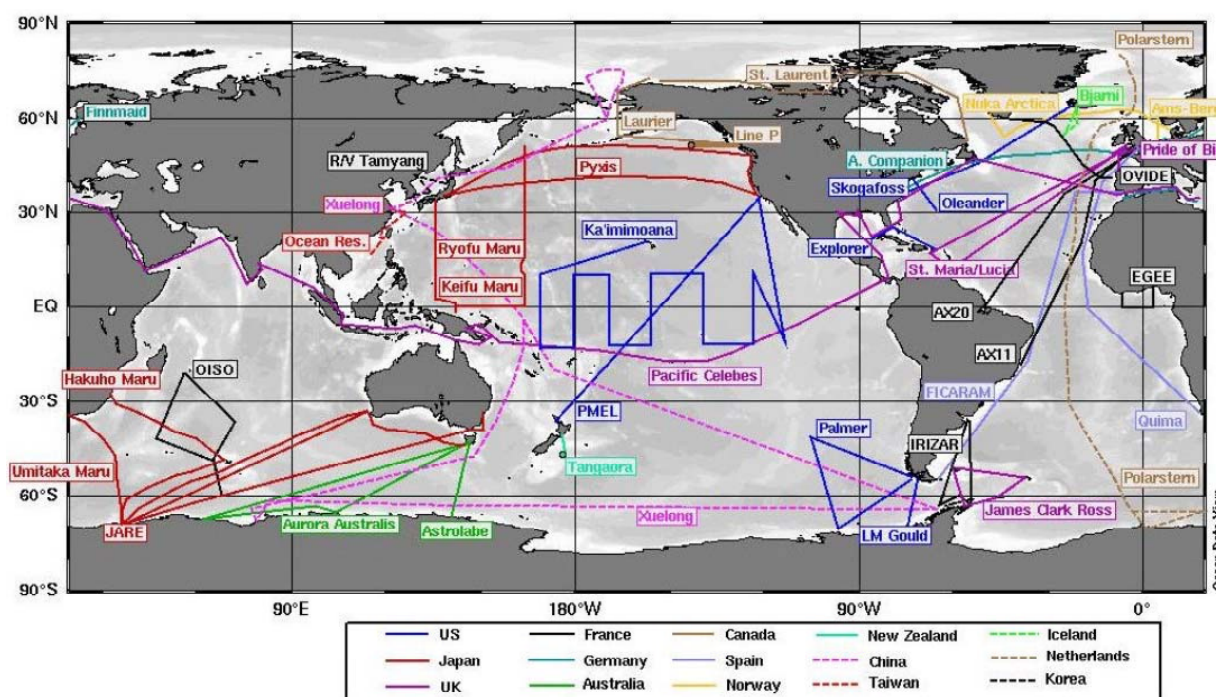 90°N
Polarstern
St. Laurent
Finnmaid
Nuka Arctica
Bjarni
Ams-Berg
60°N
Laurier
Line P
R/V Tamyang
Pyxis
A. Companion
Pride of Bi
Skogafoss
OVIDE
30°N
Xuelong
Oleander
Ka'imimoana
Ocean Res.
Ryofu Maru
Explorer
St. Maria/Lucia
Keifu Maru
EGEE
EQ
AX20
OISO
AX11
Hakuho Maru
Pacific Celebes
30°S
PMEL
FICARAM
Palmer
Quima
IRIZAR
Umitaka Maru
Tangaora
Polarstern
60°S
JARE
Aurora Australis
Astrolabe
Xuelong
LM Gould
James Clark Ross
90°S
90°E
180°W
90°W
0°
US
France
Canada
New Zealand
Iceland
Japan
Germany
Spain
China
Netherlands
UK
Australia
Norway
Taiwan
Korea